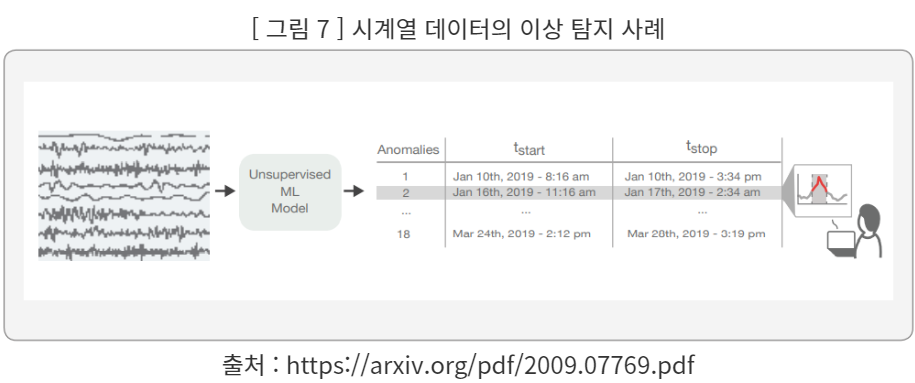 [ 그림 7 ] 시계열 데이터의 이상 탐지 사례
Unsupervised
ML
Model
Anomalies tstart tstop
1 Jan 10th, 2019 - 8:16 am Jan 10th, 2019 - 3:34 pm
2 Jan 16th, 2019 - 11:16 am Jan 17th, 2019 - 2:34 am
... ... ...
18 Mar 24th, 2019 - 2:12 pm Mar 28th, 2019 - 3:19 pm
출처 : https://arxiv.org/pdf/2009.07769.pdf